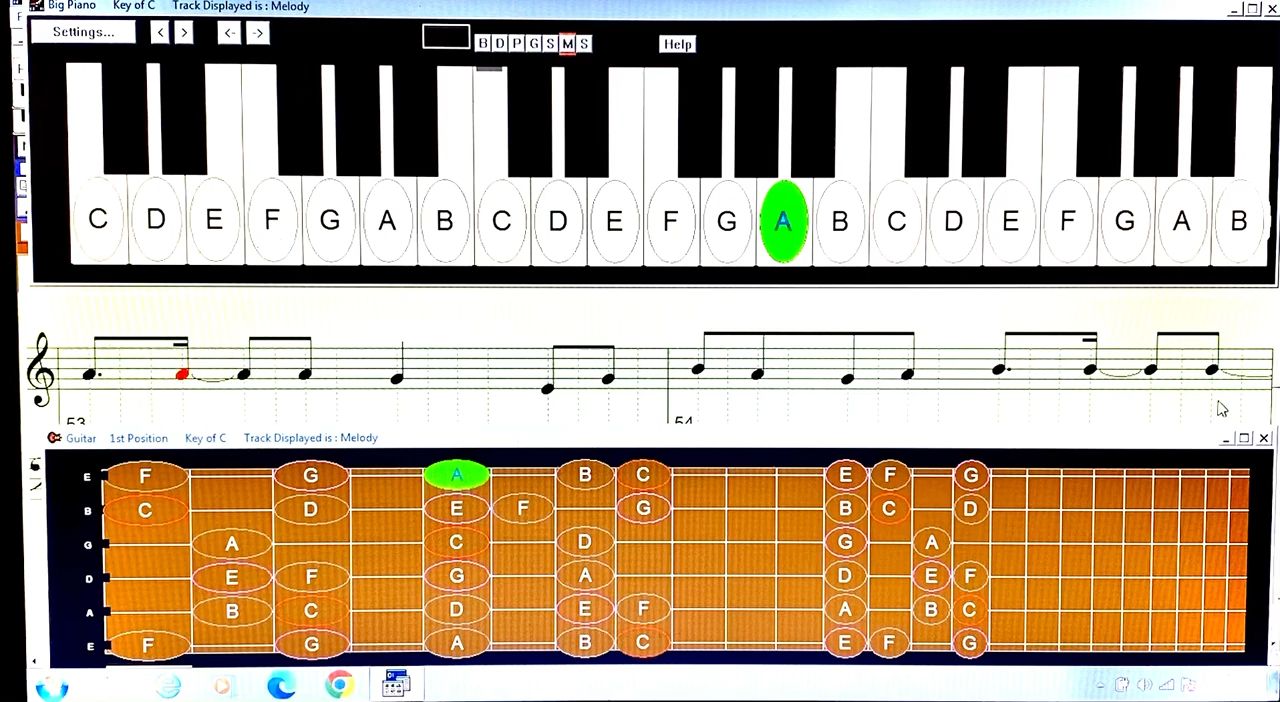 Big Piano Key of C Track Displayed is : Melody
Settings... < > <- -> B D P G S M S Help
C D E F G A B C D E F G A B C D E F G A B
53 54
Guitar 1st Position Key of C Track Displayed is : Melody
E F G A B C E F G
B C D E F G B C D
G A C D G A
D E F G A D E F
A B C D E F A B C
E F G A B C E F G